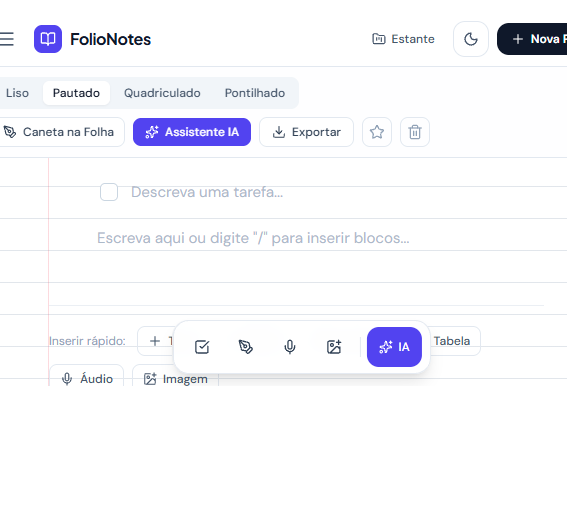 FolioNotes
Estante
Nova
Liso Pautado Quadriculado Pontilhado
Caneta na Folha Assistente IA Exportar
Descreva uma tarefa...
Escreva aqui ou digite "/" para inserir blocos...
Inserir rápido: Tabela
IA
Áudio Imagem